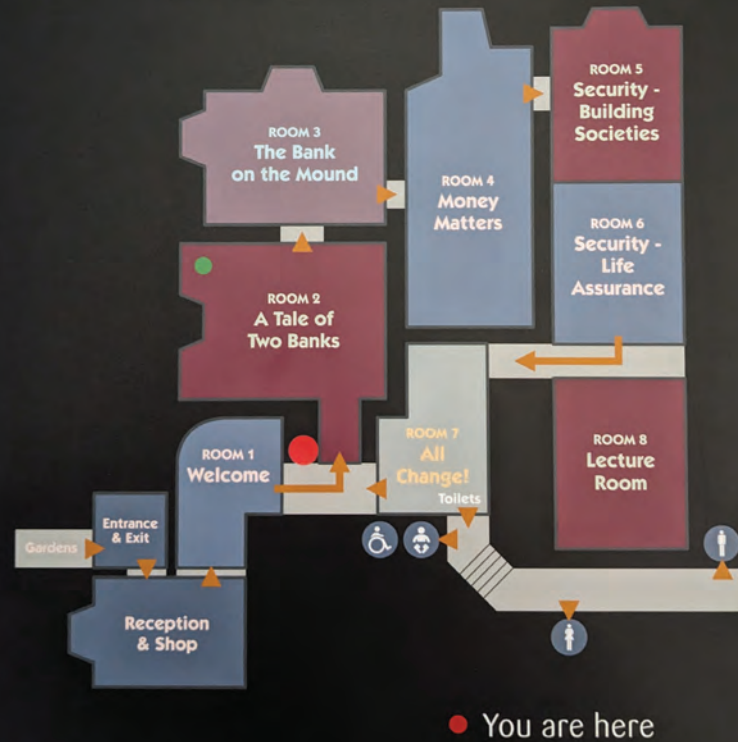 ROOM 5
Security -
Building
Societies
ROOM 3
The Bank
on the Mound
ROOM 4
Money
Matters
ROOM 6
Security -
Life
Assurance
ROOM 2
A Tale of
Two Banks
ROOM 7
All
Change!
Toilets
ROOM 8
Lecture
Room
ROOM 1
Welcome
Entrance
& Exit
Gardens
Reception
& Shop
You are here